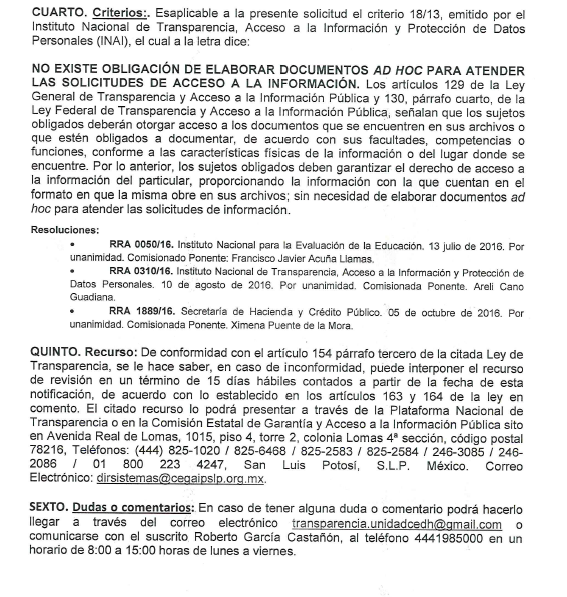 CUARTO. Criterios:. Esaplicable a la presente solicitud el criterio 18/13, emitido por el
Instituto Nacional de Transparencia, Acceso a la Información y Protección de Datos
Personales (INAI), el cual a la letra dice:
NO EXISTE OBLIGACIÓN DE ELABORAR DOCUMENTOS AD HOC PARA ATENDER
LAS SOLICITUDES DE ACCESO A LA INFORMACIÓN. Los artículos 129 de la Ley
General de Transparencia y Acceso a la Información Pública y 130, párrafo cuarto, de la
Ley Federal de Transparencia y Acceso a la Información Pública, señalan que los sujetos
obligados deberán otorgar acceso a los documentos que se encuentren en sus archivos o
que estén obligados a documentar, de acuerdo con sus facultades, competencias o
funciones, conforme a las características físicas de la información o del lugar donde se
encuentre. Por lo anterior, los sujetos obligados deben garantizar el derecho de acceso a
la información del particular, proporcionando la información con la que cuentan en el
formato en que la misma obre en sus archivos; sin necesidad de elaborar documentos ad
hoc para atender las solicitudes de información.
Resoluciones:
• RRA 0050/16. Instituto Nacional para la Evaluación de la Educación. 13 julio de 2016. Por
unanimidad. Comisionado Ponente: Francisco Javier Acuña Llamas.
• RRA 0310/16. Instituto Nacional de Transparencia, Acceso a la Información y Protección de
Datos Personales. 10 de agosto de 2016. Por unanimidad. Comisionada Ponente. Areli Cano
Guadiana.
• RRA 1889/16. Secretaría de Hacienda y Crédito Público. 05 de octubre de 2016. Por
unanimidad. Comisionada Ponente. Ximena Puente de la Mora.
QUINTO. Recurso: De conformidad con el artículo 154 párrafo tercero de la citada Ley de
Transparencia, se le hace saber, en caso de inconformidad, puede interponer el recurso
de revisión en un término de 15 días hábiles contados a partir de la fecha de esta
notificación, de acuerdo con lo establecido en los artículos 163 y 164 de la ley en
comento. El citado recurso lo podrá presentar a través de la Plataforma Nacional de
Transparencia o en la Comisión Estatal de Garantía y Acceso a la Información Pública sito
en Avenida Real de Lomas, 1015, piso 4, torre 2, colonia Lomas 4ª sección, código postal
78216, Teléfonos: (444) 825-1020 / 825-6468 / 825-2583 / 825-2584 / 246-3085 / 246-
2086 / 01 800 223 4247, San Luis Potosí, S.L.P. México. Correo
Electrónico: dirsistemas@cegaipslp.org.mx.
SEXTO. Dudas o comentarios: En caso de tener alguna duda o comentario podrá hacerlo
llegar a través del correo electrónico transparencia.unidadcedh@gmail.com o
comunicarse con el suscrito Roberto García Castañón, al teléfono 4441985000 en un
horario de 8:00 a 15:00 horas de lunes a viernes.